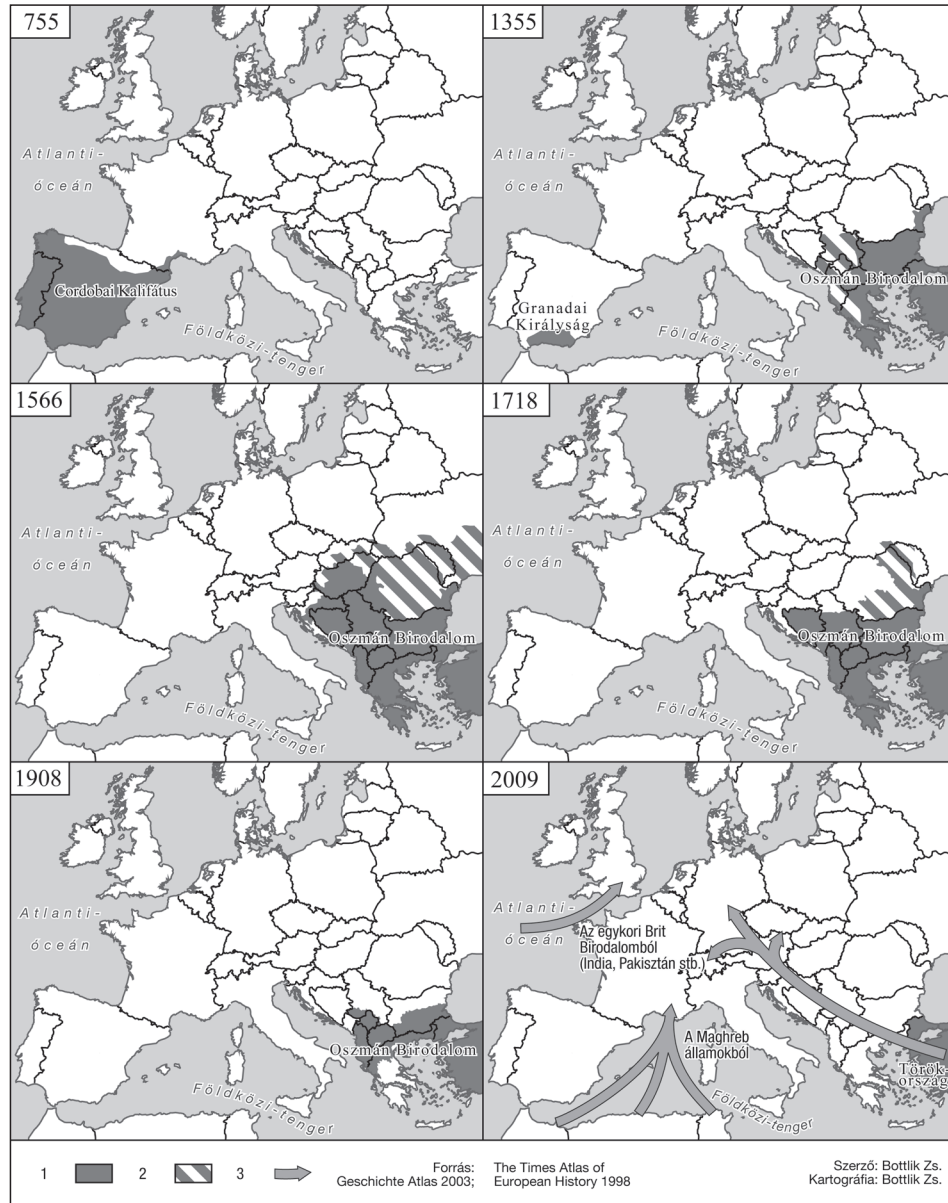 755
Atlanti-
óceán
Cordobai Kalifátus
Földközi-tenger
1355
Atlanti-
óceán
Granadai
Királyság
Oszmán Birodalom
Földközi-tenger
1566
Atlanti-
óceán
Oszmán Birodalom
Földközi-tenger
1718
Atlanti-
óceán
Oszmán Birodalom
Földközi-tenger
1908
Atlanti-
óceán
Oszmán Birodalom
Földközi-tenger
2009
Atlanti-
óceán
Az egykori Brit
Birodalomból
(India, Pakisztán stb.)
A Maghreb
államokból
Török-
ország
Földközi-tenger
1 2 3
Forrás: The Times Atlas of
Geschichte Atlas 2003; European History 1998
Szerző: Bottlik Zs.
Kartográfia: Bottlik Zs.